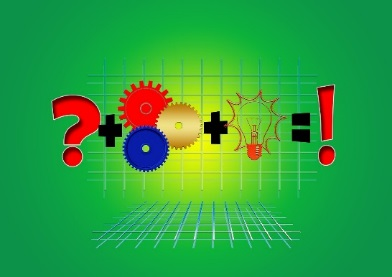 ? + + = !